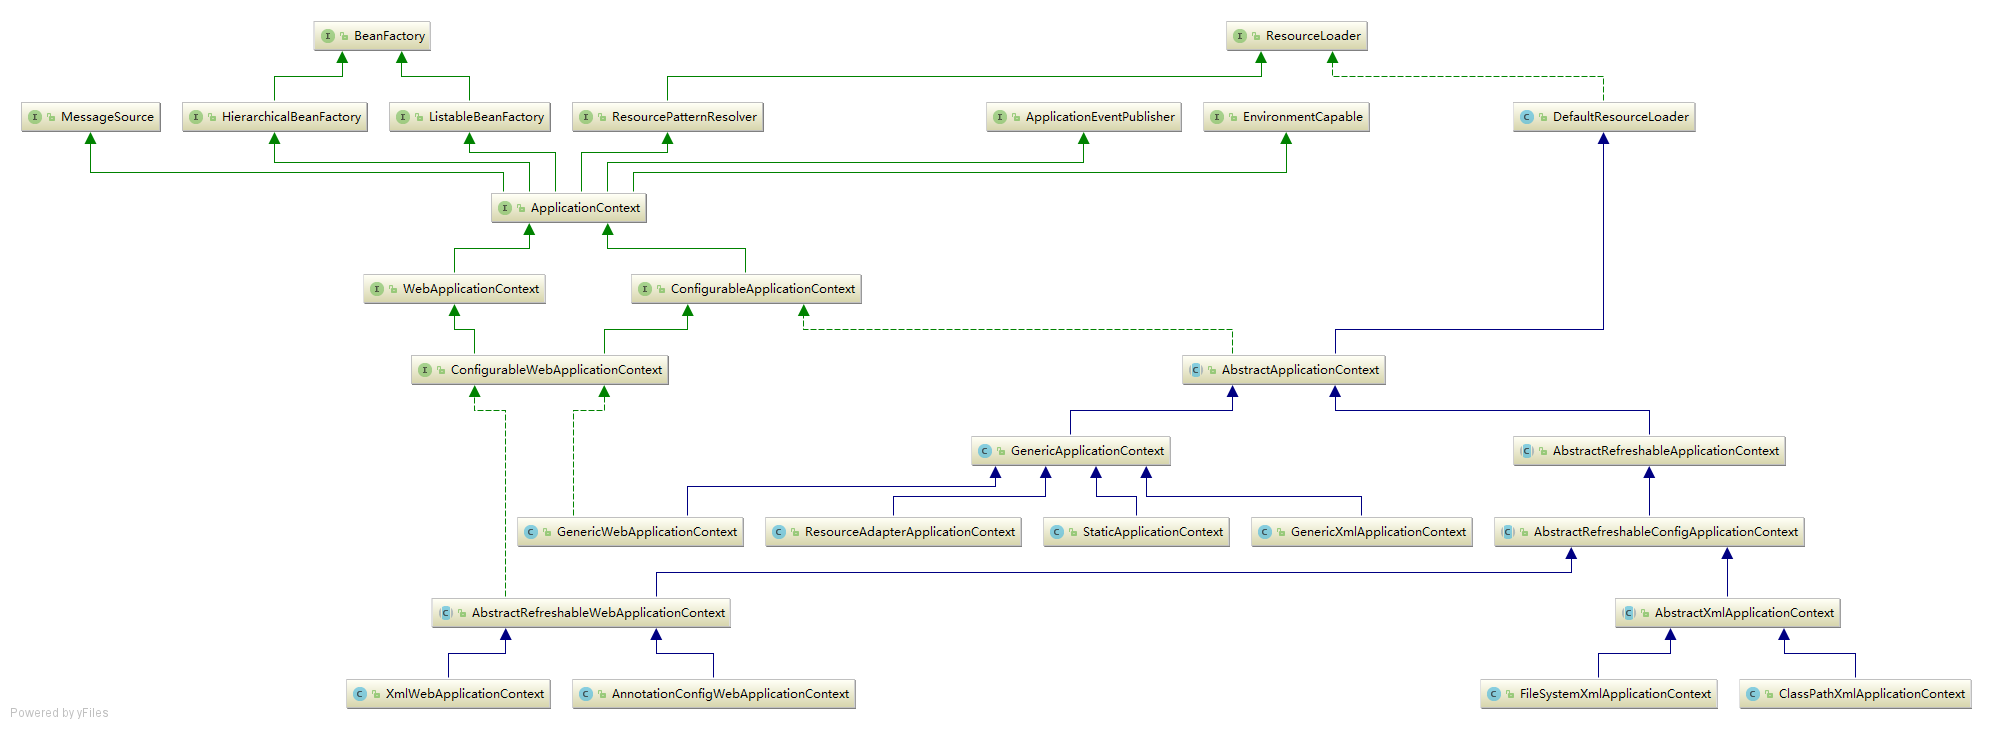 BeanFactory
ResourceLoader
MessageSource
HierarchicalBeanFactory
ListableBeanFactory
ResourcePatternResolver
ApplicationEventPublisher
EnvironmentCapable
DefaultResourceLoader
ApplicationContext
WebApplicationContext
ConfigurableApplicationContext
ConfigurableWebApplicationContext
AbstractApplicationContext
GenericApplicationContext
AbstractRefreshableApplicationContext
GenericWebApplicationContext
ResourceAdapterApplicationContext
StaticApplicationContext
GenericXmlApplicationContext
AbstractRefreshableConfigApplicationContext
AbstractRefreshableWebApplicationContext
AbstractXmlApplicationContext
XmlWebApplicationContext
AnnotationConfigWebApplicationContext
FileSystemXmlApplicationContext
ClassPathXmlApplicationContext
Powered by yFiles